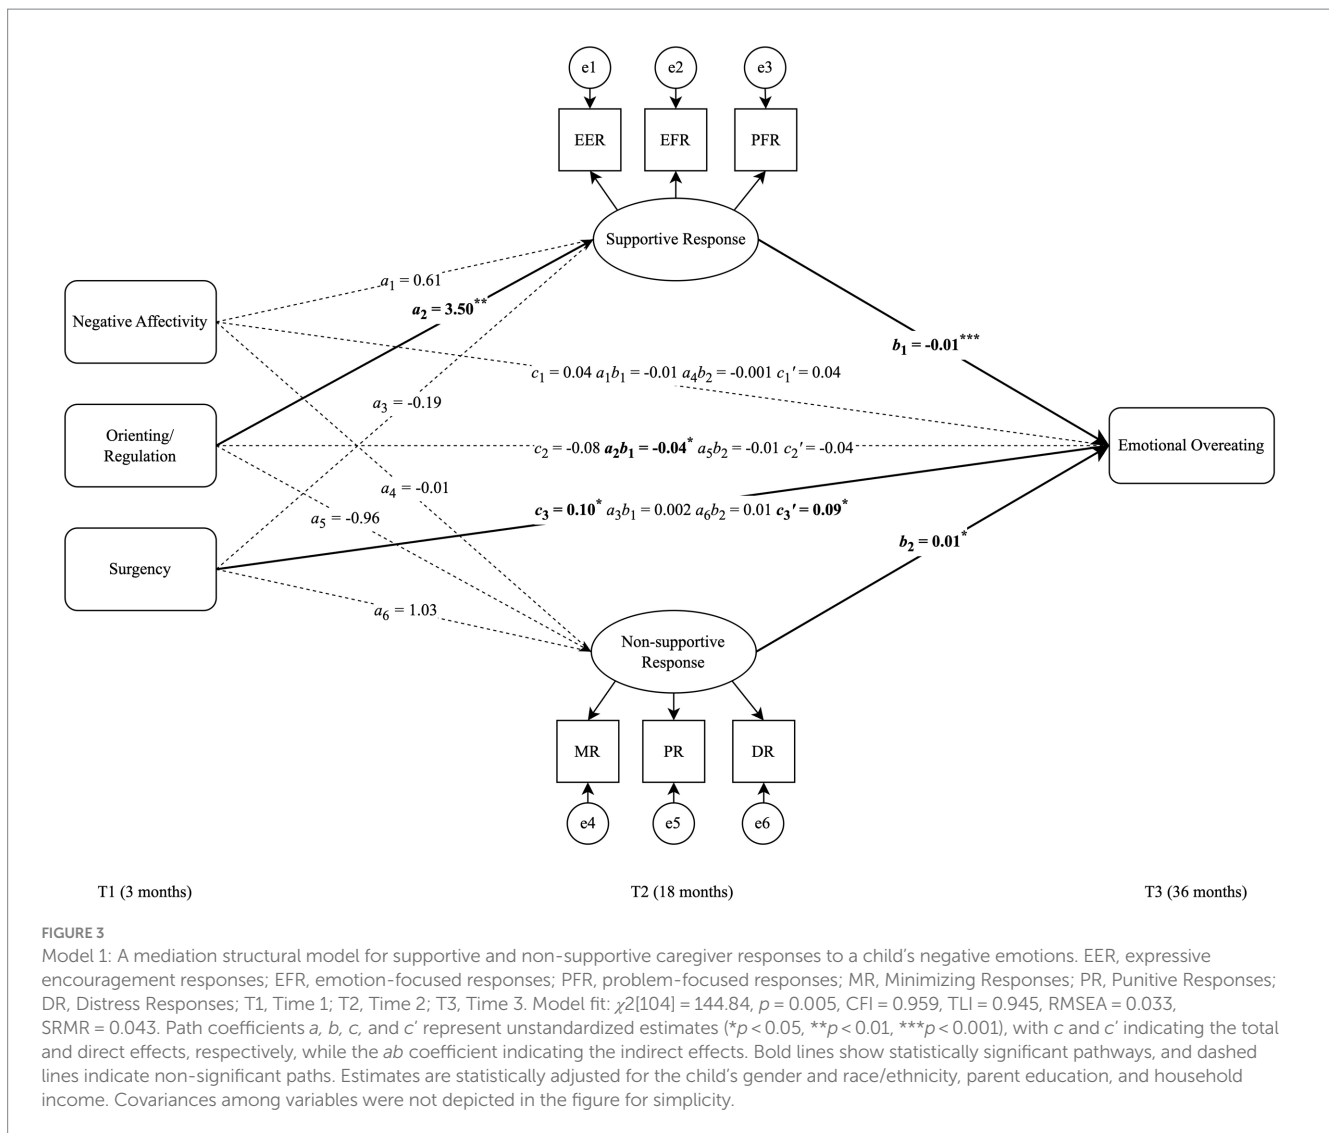 e1 e2 e3
EER EFR PFR
Supportive Response
a1 = 0.61
Negative Affectivity
a2 = 3.50**
b1 = -0.01***
c1 = 0.04 a1b1 = -0.01 a4b2 = -0.001 c1′ = 0.04
a3 = -0.19
Orienting/
Regulation
c2 = -0.08 a2b1 = -0.04* a5b2 = -0.01 c2′ = -0.04
Emotional Overeating
a4 = -0.01
c3 = 0.10* a3b1 = 0.002 a6b2 = 0.01 c3′ = 0.09*
a5 = -0.96
b2 = 0.01*
Surgency
a6 = 1.03
Non-supportive
Response
MR PR DR
e4 e5 e6
T1 (3 months) T2 (18 months) T3 (36 months)
FIGURE 3
Model 1: A mediation structural model for supportive and non-supportive caregiver responses to a child's negative emotions. EER, expressive
encouragement responses; EFR, emotion-focused responses; PFR, problem-focused responses; MR, Minimizing Responses; PR, Punitive Responses;
DR, Distress Responses; T1, Time 1; T2, Time 2; T3, Time 3. Model fit: χ2[104] = 144.84, p = 0.005, CFI = 0.959, TLI = 0.945, RMSEA = 0.033,
SRMR = 0.043. Path coefficients a, b, c, and c’ represent unstandardized estimates (*p < 0.05, **p < 0.01, ***p < 0.001), with c and c’ indicating the total
and direct effects, respectively, while the ab coefficient indicating the indirect effects. Bold lines show statistically significant pathways, and dashed
lines indicate non-significant paths. Estimates are statistically adjusted for the child's gender and race/ethnicity, parent education, and household
income. Covariances among variables were not depicted in the figure for simplicity.